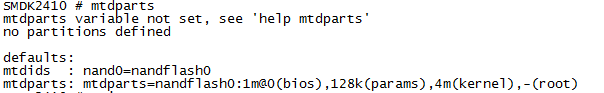 SMDK2410 # mtdparts
mtdparts variable not set, see 'help mtdparts'
no partitions defined
defaults:
mtdids  : nand0=nandflash0
mtdparts: mtdparts=nandflash0:1m@0(bios),128k(params),4m(kernel),-(root)